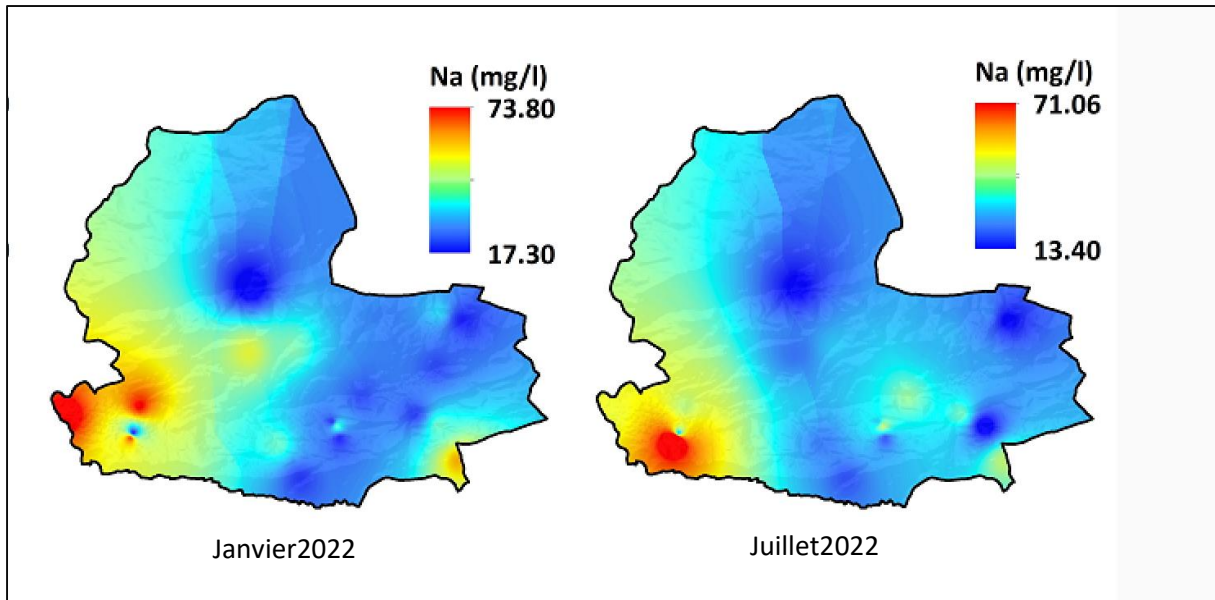 Na (mg/l)
73.80
17.30
Na (mg/l)
71.06
13.40
Janvier2022
Juillet2022